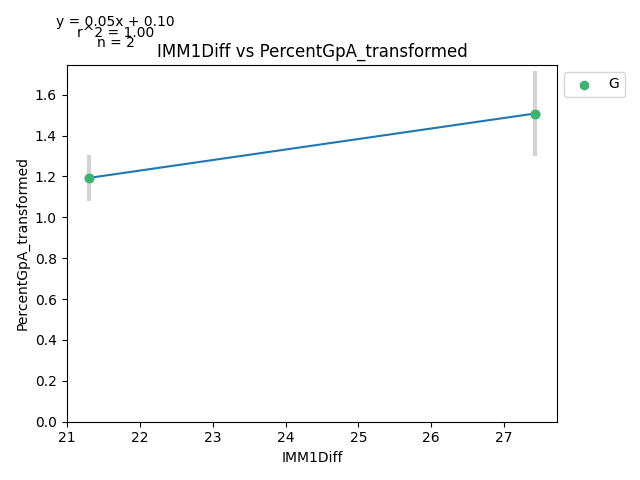 y = 0.05x + 0.10
r^2 = 1.00
n = 2
IMM1Diff vs PercentGpA_transformed
G
PercentGpA_transformed
1.6
1.4
1.2
1.0
0.8
0.6
0.4
0.2
0.0
21 22 23 24 25 26 27
IMM1Diff